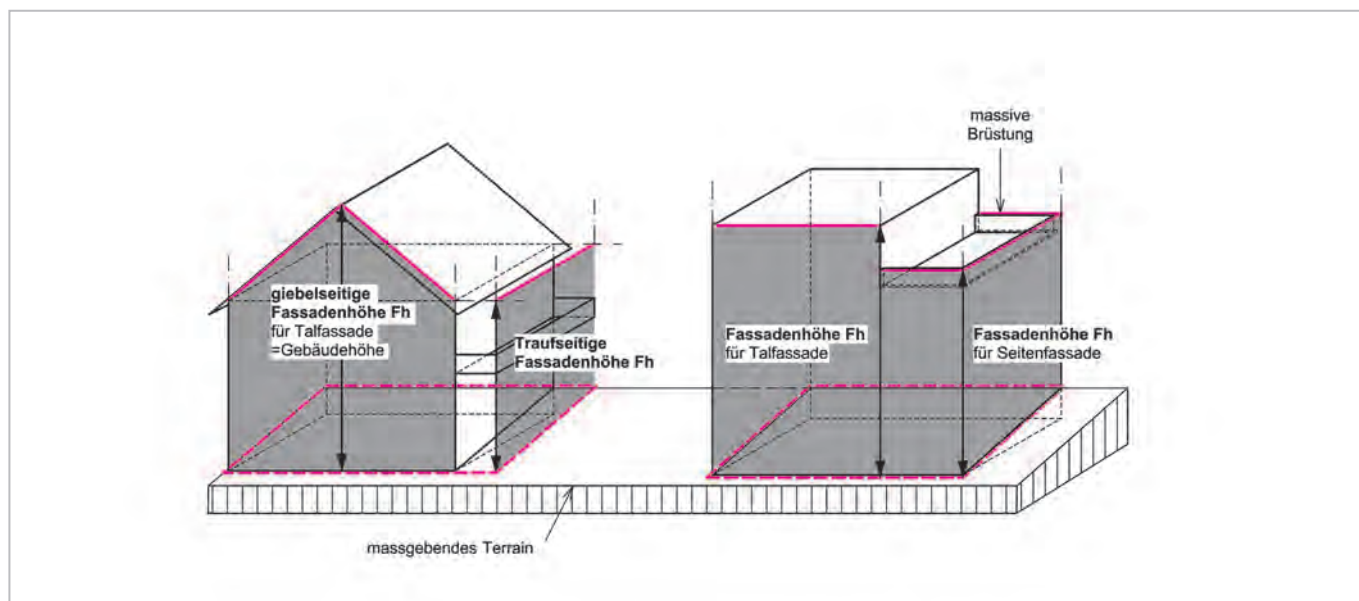 massive
Brüstung
giebelseitige
Fassadenhöhe Fh
für Talfassade
=Gebäudehöhe
Traufseitige
Fassadenhöhe Fh
Fassadenhöhe Fh
für Talfassade
Fassadenhöhe Fh
für Seitenfassade
massgebendes Terrain